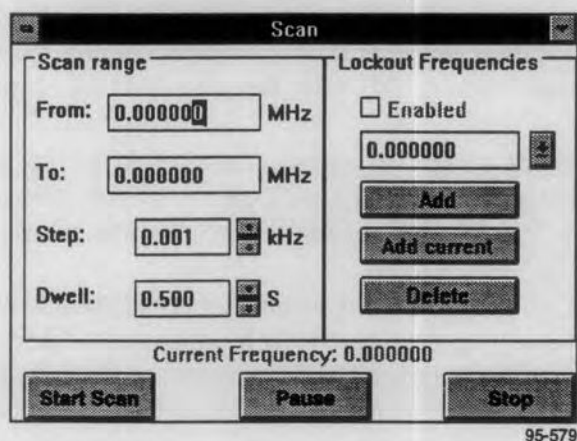 Scan
Scan range
From: 0.000000 MHz
To: 0.000000 MHz
Step: 0.001 kHz
Dwell: 0.500 S
Lockout Frequencies
Enabled
0.000000
Add
Add current
Delete
Current Frequency: 0.000000
Start Scan
Pause
Stop
95-579